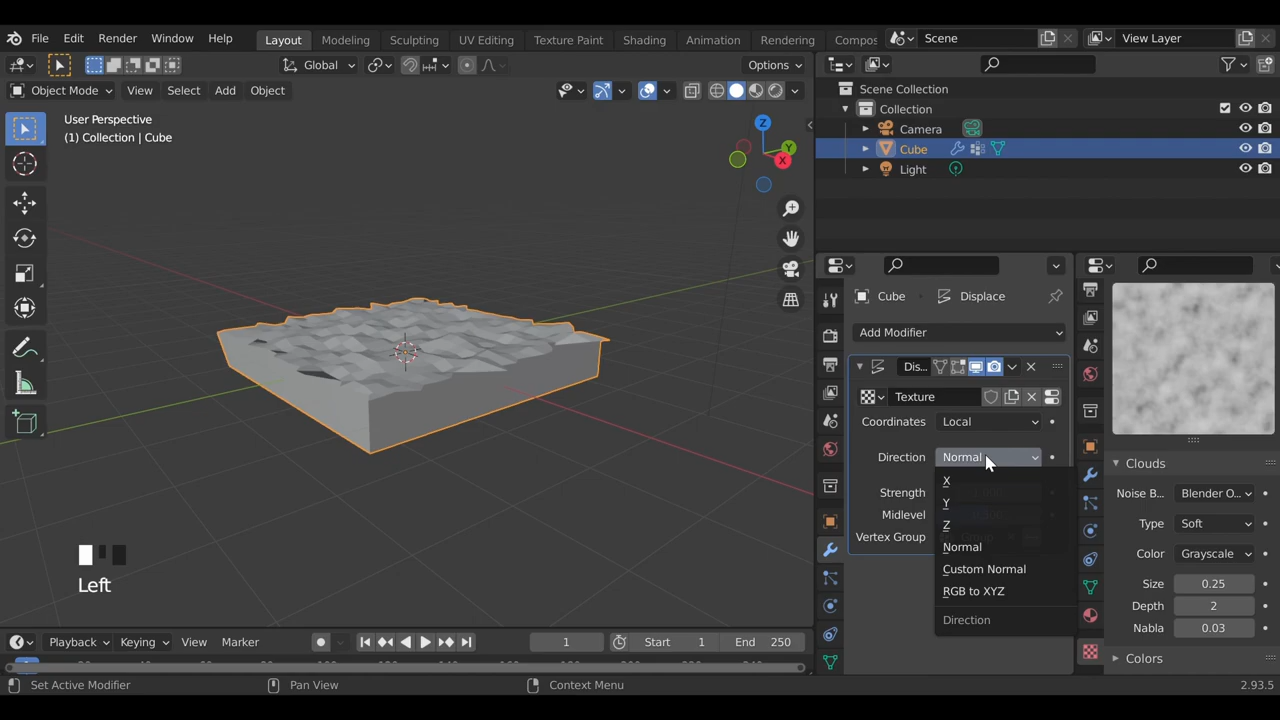 File Edit Render Window Help Layout Modeling Sculpting UV Editing Texture Paint Shading Animation Rendering Compos Scene View Layer
Global Options
Object Mode View Select Add Object
User Perspective
(1) Collection | Cube
Z
Y
X
Left
Scene Collection
Collection
Camera
Cube
Light
Cube Displace
Add Modifier
Dis...
Texture
Coordinates Local
Direction Normal
X
Y
Strength
Midlevel
Z
Vertex Group
Normal
Custom Normal
RGB to XYZ
Direction
Clouds
Noise B... Blender O...
Type Soft
Color Grayscale
Size 0.25
Depth 2
Nabla 0.03
Colors
Playback Keying View Marker 1 Start 1 End 250
Set Active Modifier Pan View Context Menu 2.93.5